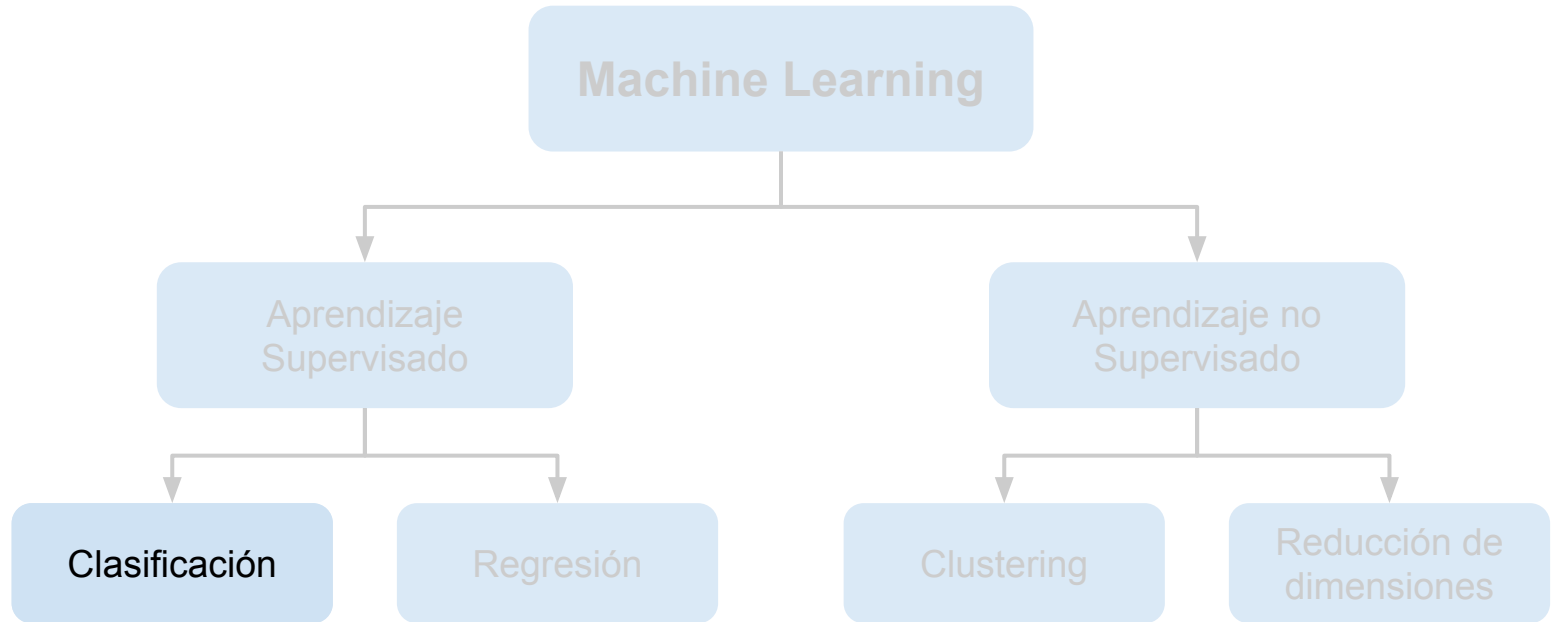 Machine Learning
Aprendizaje
Supervisado
Aprendizaje no
Supervisado
Clasificación
Regresión
Clustering
Reducción de
dimensiones